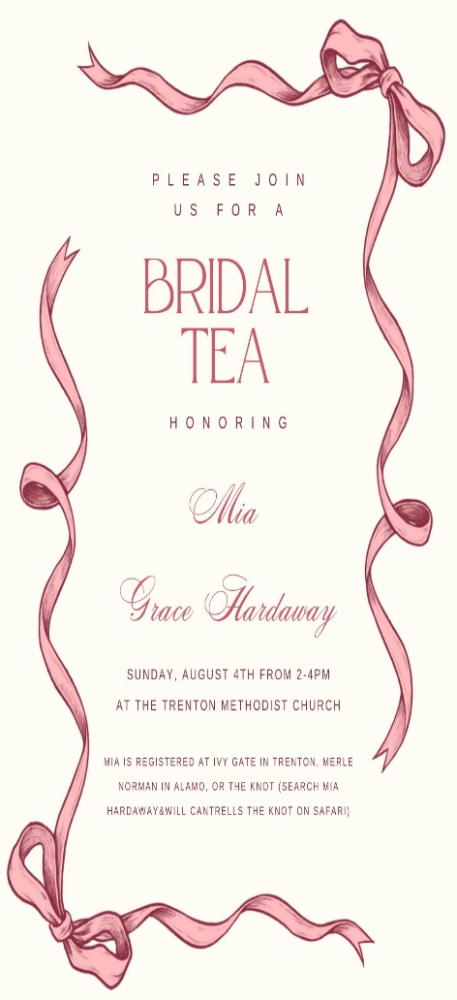 PLEASE JOIN
US FOR A
BRIDAL
TEA
HONORING
Mia
Grace Hardaway
SUNDAY, AUGUST 4TH FROM 2-4PM
AT THE TRENTON METHODIST CHURCH
MIA IS REGISTERED AT IVY GATE IN TRENTON, MERLE
NORMAN IN ALAMO, OR THE KNOT (SEARCH MIA
HARDAWAY&WILL CANTRELLS THE KNOT ON SAFARI)